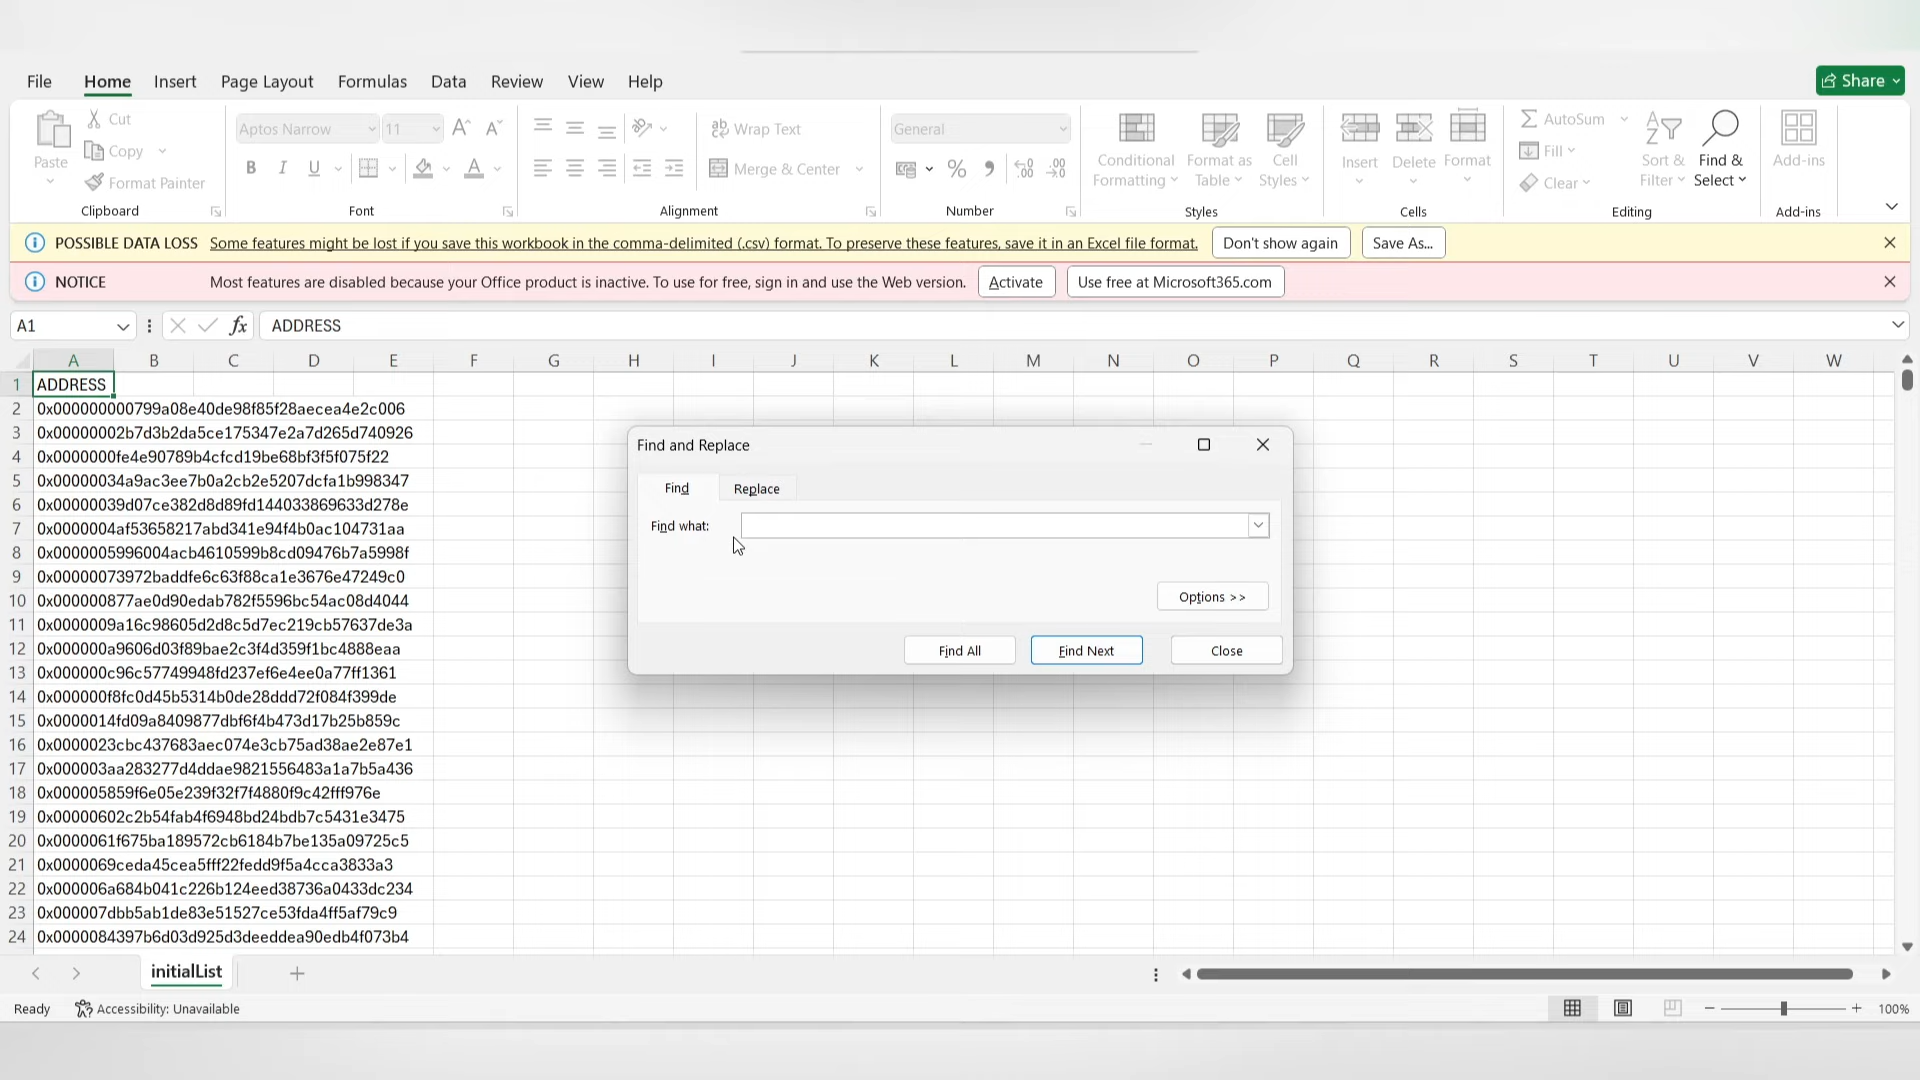 File Home Insert Page Layout Formulas Data Review View Help Share
Paste Cut Copy Format Painter Clipboard
Aptos Narrow 11 B I U Font
Wrap Text Merge & Center Alignment
General Number
Conditional Formatting Format as Table Cell Styles Styles
Insert Delete Format Cells
AutoSum Fill Clear Sort & Filter Find & Select Editing
Add-ins Add-ins
POSSIBLE DATA LOSS Some features might be lost if you save this workbook in the comma-delimited (.csv) format. To preserve these features, save it in an Excel file format. Don't show again Save As...
NOTICE Most features are disabled because your Office product is inactive. To use for free, sign in and use the Web version. Activate Use free at Microsoft365.com
A1 fx ADDRESS
A B C D E F G H I J K L M N O P Q R S T U V W
1 ADDRESS
2 0x000000000799a08e40de98f85f28aecea4e2c006
3 0x00000002b7d3b2da5ce175347e2a7d265d740926
4 0x0000000fe4e90789b4cfcd19be68bf3f5f075f22
5 0x00000034a9ac3ee7b0a2cb2e5207dcfa1b998347
6 0x00000039d07ce382d8d89fd144033869633d278e
7 0x0000004af53658217abd341e94f4b0ac104731aa
8 0x0000005996004acb4610599b8cd09476b7a5998f
9 0x00000073972baddfe6c63f88ca1e3676e47249c0
10 0x000000877ae0d90edab782f5596bc54ac08d4044
11 0x0000009a16c98605d2d8c5d7ec219cb57637de3a
12 0x000000a9606d03f89bae2c3f4d359f1bc4888eaa
13 0x000000c96c57749948fd237ef6e4ee0a77ff1361
14 0x000000f8fc0d45b5314b0de28ddd72f084f399de
15 0x0000014fd09a8409877dbf6f4b473d17b25b859c
16 0x0000023cbc437683aec074e3cb75ad38ae2e87e1
17 0x000003aa283277d4ddae9821556483a1a7b5a436
18 0x000005859f6e05e239f32f7f4880f9c42fff976e
19 0x00000602c2b54fab4f6948bd24bdb7c5431e3475
20 0x0000061f675ba189572cb6184b7be135a09725c5
21 0x0000069ceda45cea5fff22fedd9f5a4cca3833a3
22 0x000006a684b041c226b124eed38736a0433dc234
23 0x000007dbb5ab1de83e51527ce53fda4ff5af79c9
24 0x0000084397b6d03d925d3deeddea90edb4f073b4
Find and Replace
Find Replace
Find what:
Options >>
Find All Find Next Close
initialList
Ready Accessibility: Unavailable 100%